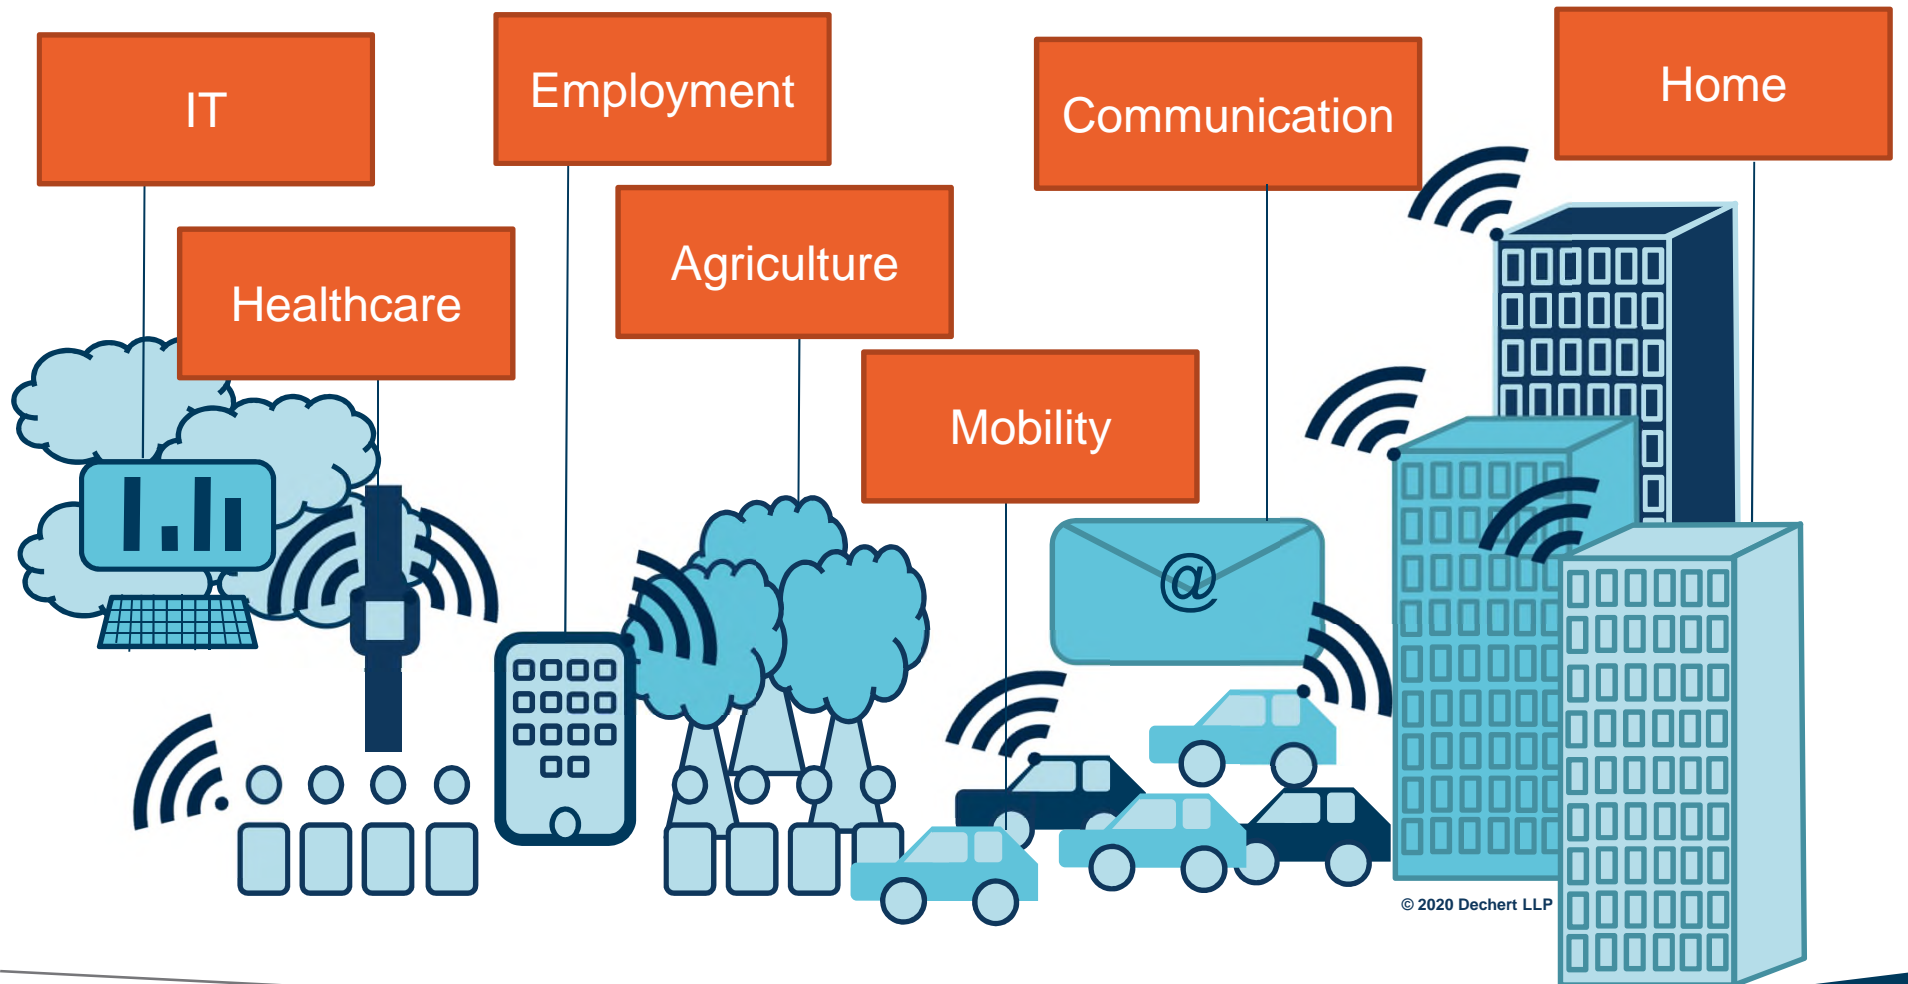 IT
Employment
Communication
Home
Healthcare
Agriculture
Mobility
@
© 2020 Dechert LLP